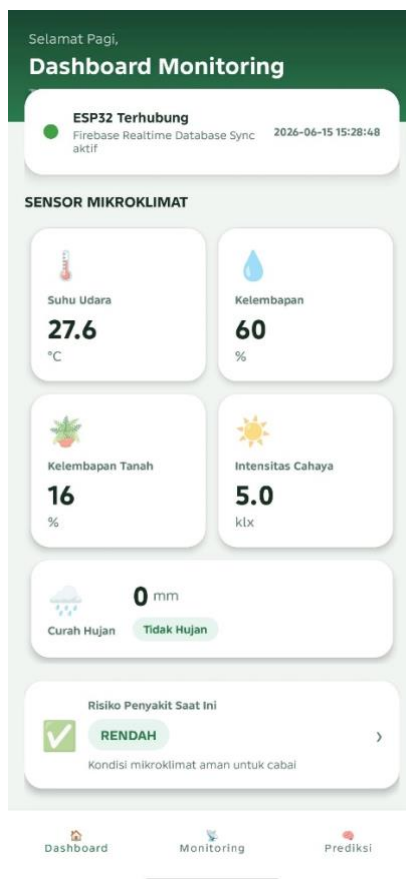 Selamat Pagi,
Dashboard Monitoring
ESP32 Terhubung
Firebase Realtime Database Sync
aktif
2026-06-15 15:28:48
SENSOR MIKROKLIMAT
Suhu Udara
27.6
°C
Kelembapan
60
%
Kelembapan Tanah
16
%
Intensitas Cahaya
5.0
klx
0 mm
Curah Hujan
Tidak Hujan
Risiko Penyakit Saat Ini
RENDAH
Kondisi mikroklimat aman untuk cabai
Dashboard
Monitoring
Prediksi